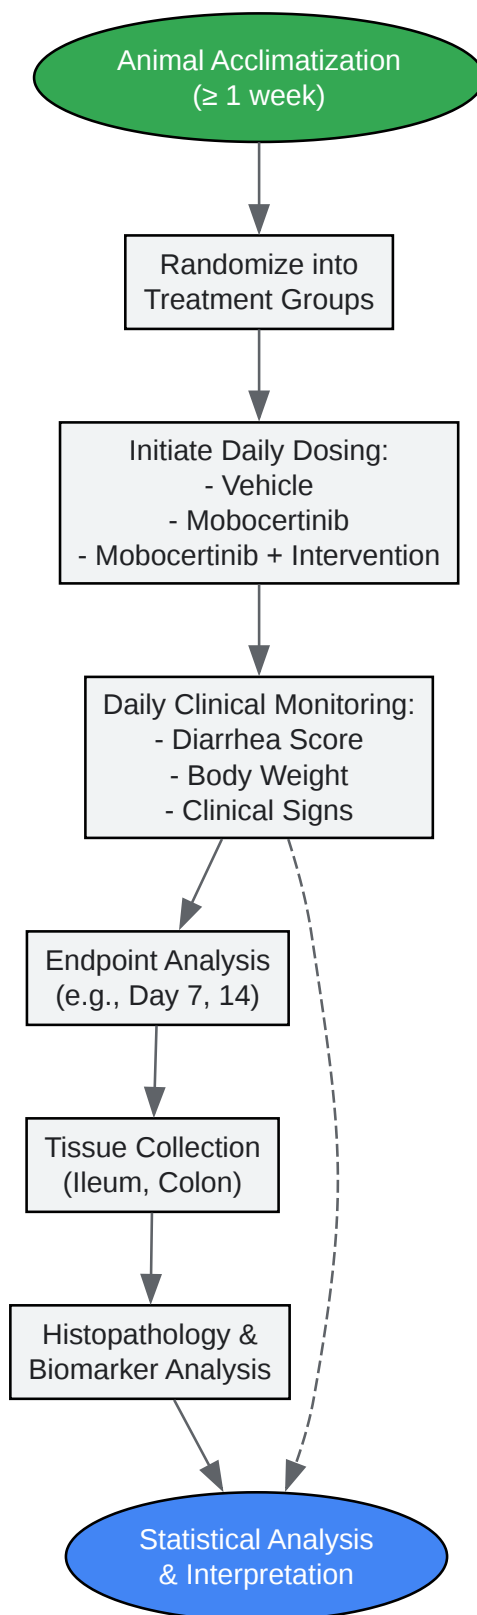 Animal Acclimatization
(≥ 1 week)
Randomize into
Treatment Groups
Initiate Daily Dosing:
- Vehicle
- Mobocertinib
- Mobocertinib + Intervention
Daily Clinical Monitoring:
- Diarrhea Score
- Body Weight
- Clinical Signs
Endpoint Analysis
(e.g., Day 7, 14)
Tissue Collection
(Ileum, Colon)
Histopathology &
Biomarker Analysis
Statistical Analysis
& Interpretation